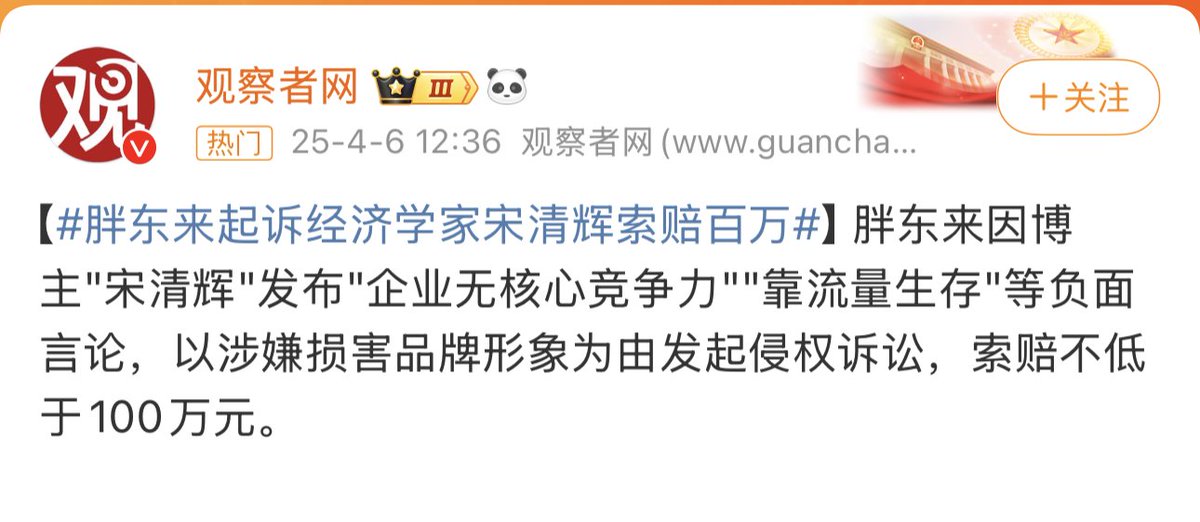 观
观察者网 III
+关注
热门 25-4-6 12:36 观察者网(www.guancha...
【#胖东来起诉经济学家宋清辉索赔百万#】胖东来因博
主"宋清辉"发布"企业无核心竞争力""靠流量生存"等负面
言论，以涉嫌损害品牌形象为由发起侵权诉讼，索赔不低
于100万元。